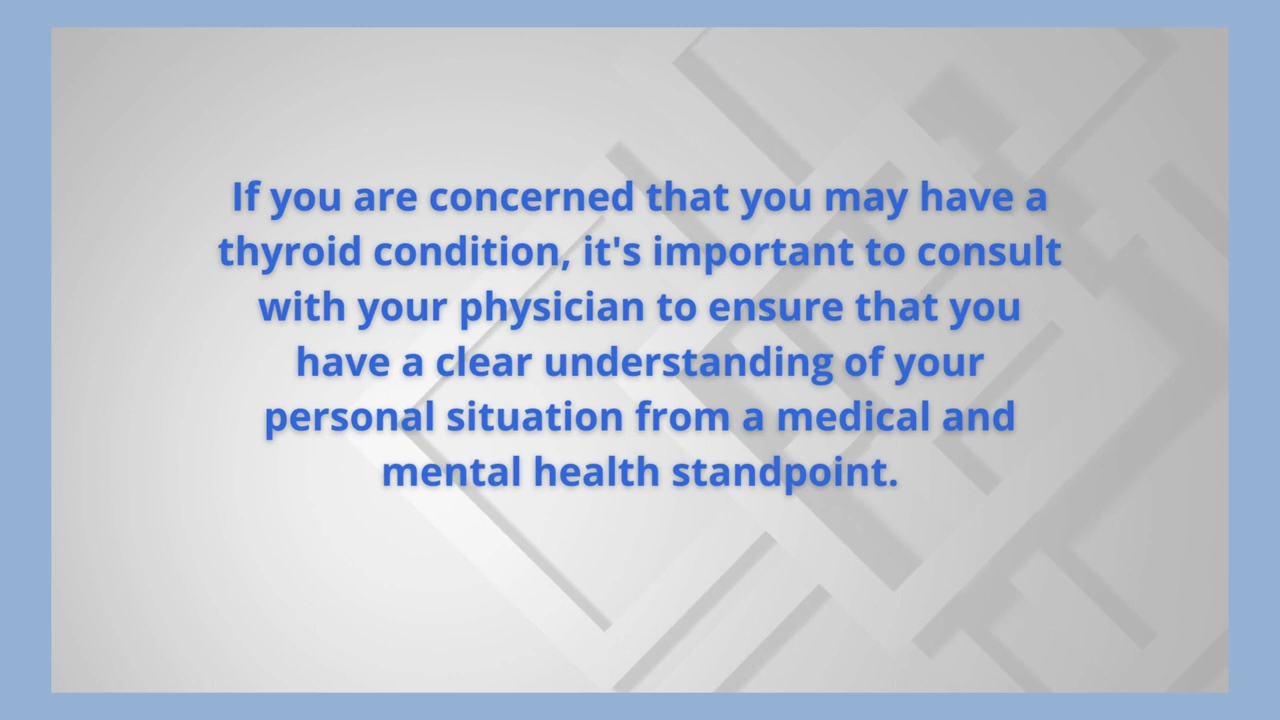 If you are concerned that you may have a
thyroid condition, it's important to consult
with your physician to ensure that you
have a clear understanding of your
personal situation from a medical and
mental health standpoint.